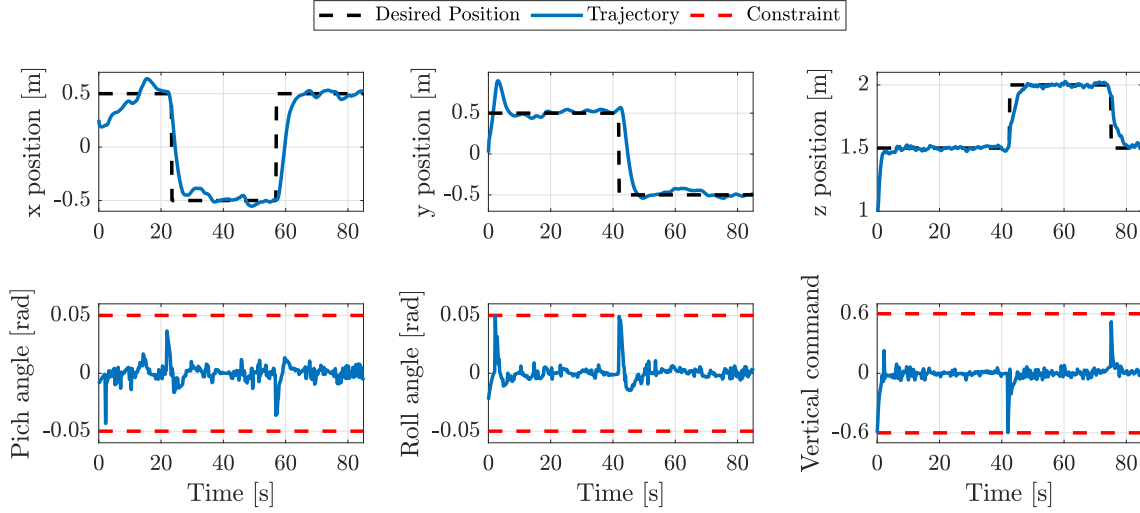 Desired Position Trajectory Constraint
x position [m]
0.5
0
-0.5
0 20 40 60 80
y position [m]
0.5
0
-0.5
0 20 40 60 80
z position [m]
2
1.5
1
0 20 40 60 80
Pich angle [rad]
0.05
0
-0.05
0 20 40 60 80
Time [s]
Roll angle [rad]
0.05
0
-0.05
0 20 40 60 80
Time [s]
Vertical command
0.6
0
-0.6
0 20 40 60 80
Time [s]